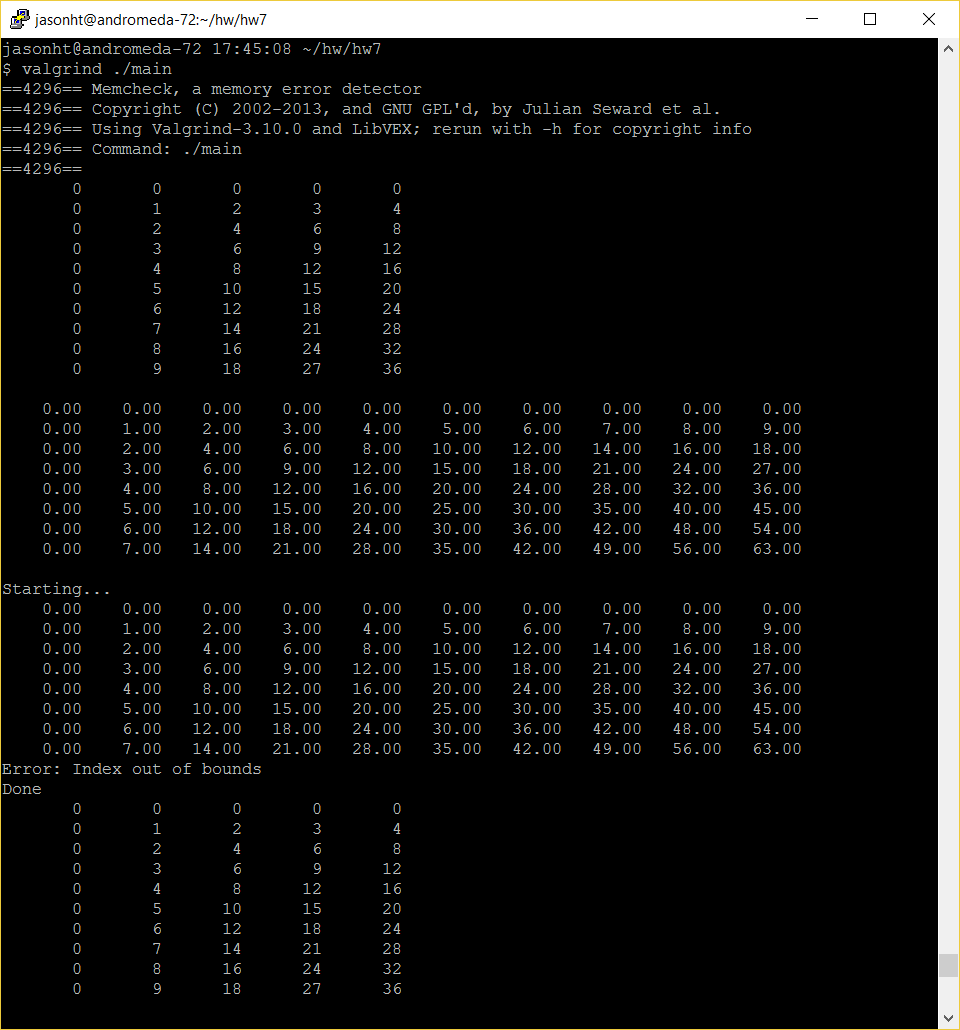 jasonht@andromeda-72:~/hw/hw7
jasonht@andromeda-72 17:45:08 ~/hw/hw7
$ valgrind ./main
==4296== Memcheck, a memory error detector
==4296== Copyright (C) 2002-2013, and GNU GPL'd, by Julian Seward et al.
==4296== Using Valgrind-3.10.0 and LibVEX; rerun with -h for copyright info
==4296== Command: ./main
==4296==
0 0 0 0 0
0 1 2 3 4
0 2 4 6 8
0 3 6 9 12
0 4 8 12 16
0 5 10 15 20
0 6 12 18 24
0 7 14 21 28
0 8 16 24 32
0 9 18 27 36
0.00 0.00 0.00 0.00 0.00 0.00 0.00 0.00 0.00 0.00
0.00 1.00 2.00 3.00 4.00 5.00 6.00 7.00 8.00 9.00
0.00 2.00 4.00 6.00 8.00 10.00 12.00 14.00 16.00 18.00
0.00 3.00 6.00 9.00 12.00 15.00 18.00 21.00 24.00 27.00
0.00 4.00 8.00 12.00 16.00 20.00 24.00 28.00 32.00 36.00
0.00 5.00 10.00 15.00 20.00 25.00 30.00 35.00 40.00 45.00
0.00 6.00 12.00 18.00 24.00 30.00 36.00 42.00 48.00 54.00
0.00 7.00 14.00 21.00 28.00 35.00 42.00 49.00 56.00 63.00
Starting...
0.00 0.00 0.00 0.00 0.00 0.00 0.00 0.00 0.00 0.00
0.00 1.00 2.00 3.00 4.00 5.00 6.00 7.00 8.00 9.00
0.00 2.00 4.00 6.00 8.00 10.00 12.00 14.00 16.00 18.00
0.00 3.00 6.00 9.00 12.00 15.00 18.00 21.00 24.00 27.00
0.00 4.00 8.00 12.00 16.00 20.00 24.00 28.00 32.00 36.00
0.00 5.00 10.00 15.00 20.00 25.00 30.00 35.00 40.00 45.00
0.00 6.00 12.00 18.00 24.00 30.00 36.00 42.00 48.00 54.00
0.00 7.00 14.00 21.00 28.00 35.00 42.00 49.00 56.00 63.00
Error: Index out of bounds
Done
0 0 0 0 0
0 1 2 3 4
0 2 4 6 8
0 3 6 9 12
0 4 8 12 16
0 5 10 15 20
0 6 12 18 24
0 7 14 21 28
0 8 16 24 32
0 9 18 27 36